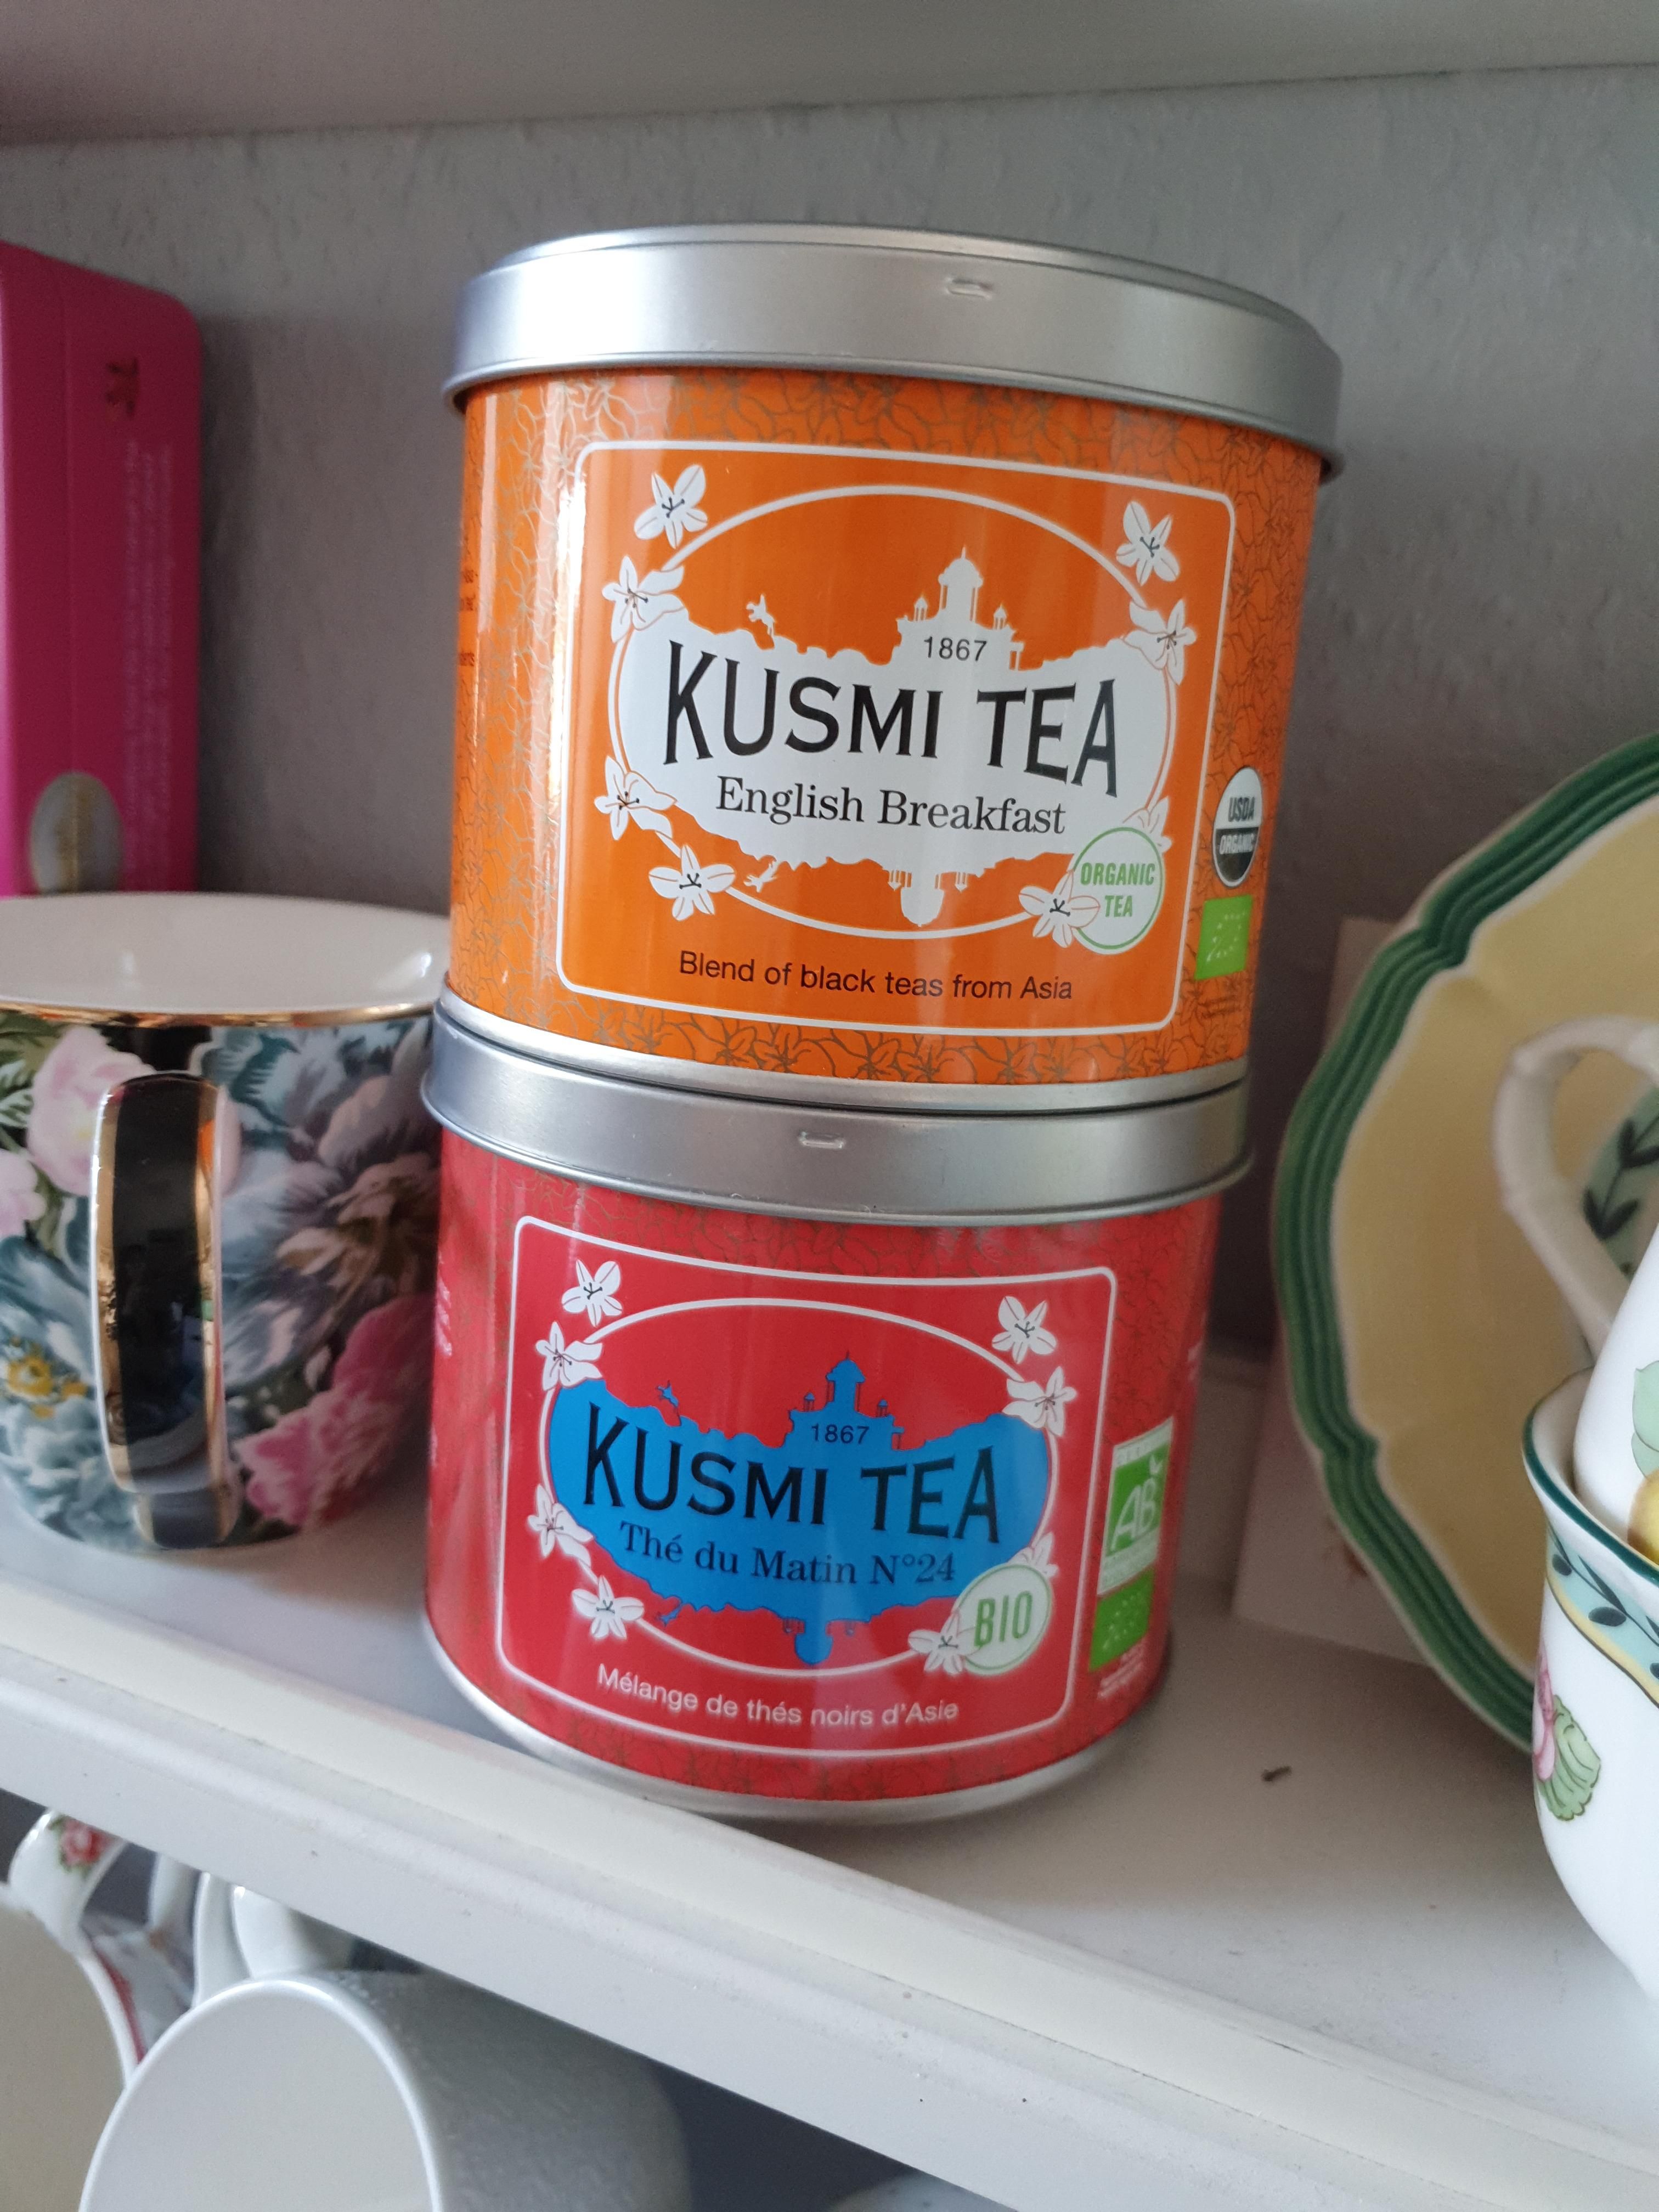 1867
KUSMI TEA
English Breakfast
ORGANIC
TEA
Blend of black teas from Asia
USDA
ORGANIC
1867
KUSMI TEA
Thé du Matin N°24
BIO
Mélange de thés noirs d'Asie
AB